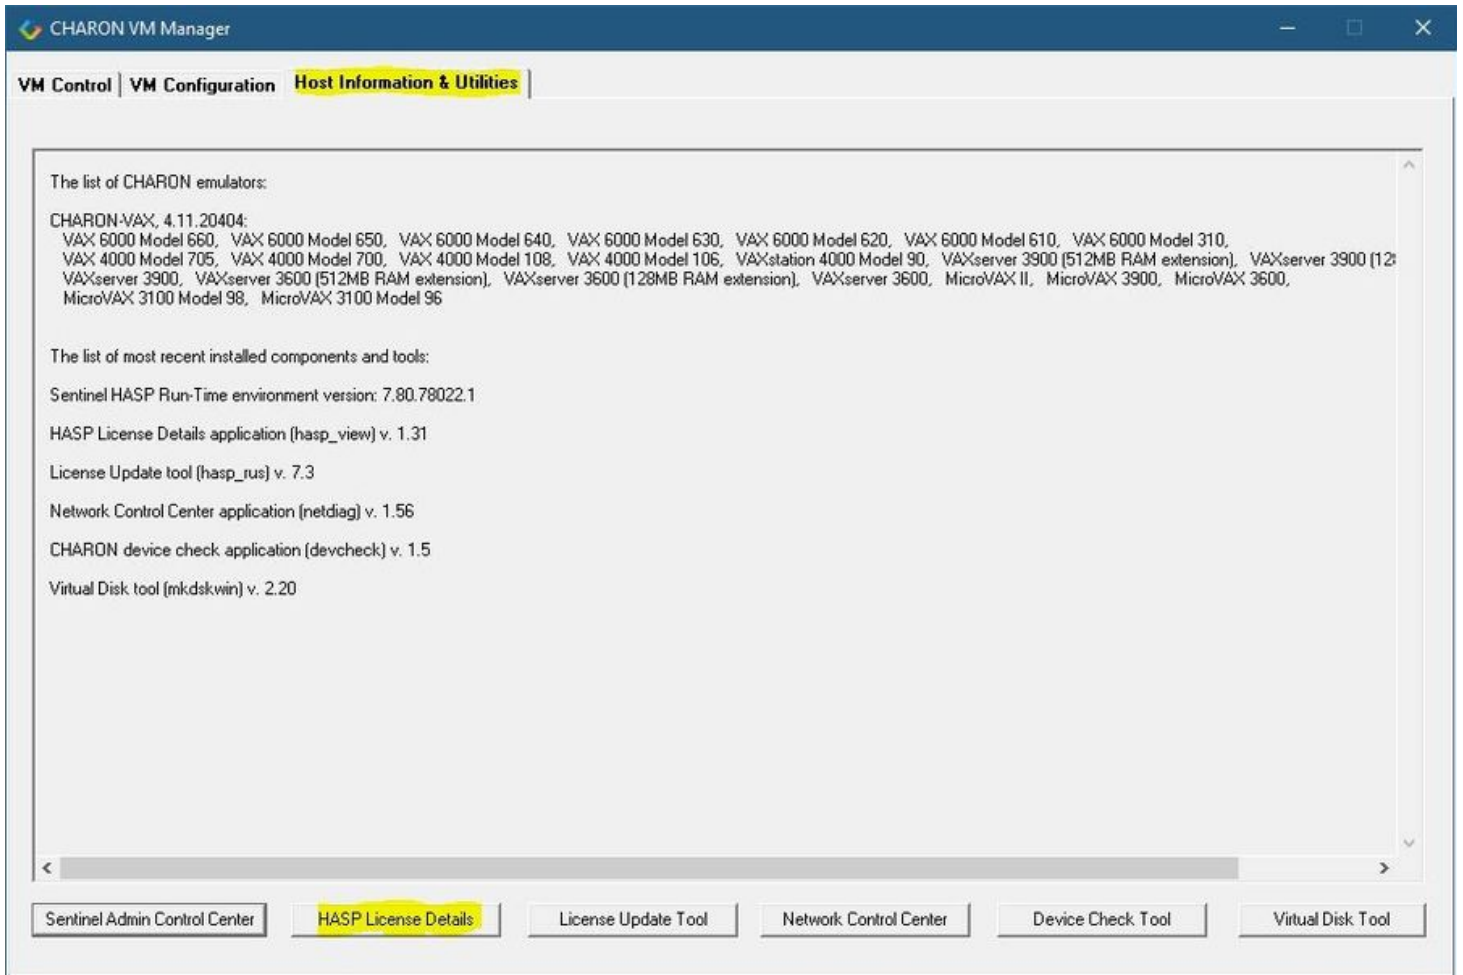 CHARON VM Manager
VM Control VM Configuration Host Information & Utilities
The list of CHARON emulators:
CHARON-VAX, 4.11.20404:
VAX 6000 Model 660, VAX 6000 Model 650, VAX 6000 Model 640, VAX 6000 Model 630, VAX 6000 Model 620, VAX 6000 Model 610, VAX 6000 Model 310,
VAX 4000 Model 705, VAX 4000 Model 700, VAX 4000 Model 108, VAX 4000 Model 106, VAXstation 4000 Model 90, VAXserver 3900 (512MB RAM extension), VAXserver 3900 (12
VAXserver 3900, VAXserver 3600 (512MB RAM extension), VAXserver 3600 (128MB RAM extension), VAXserver 3600, MicroVAX II, MicroVAX 3900, MicroVAX 3600,
MicroVAX 3100 Model 98, MicroVAX 3100 Model 96
The list of most recent installed components and tools:
Sentinel HASP Run-Time environment version: 7.80.78022.1
HASP License Details application (hasp_view) v. 1.31
License Update tool (hasp_rus) v. 7.3
Network Control Center application (netdiag) v. 1.56
CHARON device check application (devcheck) v. 1.5
Virtual Disk tool (mkdskwin) v. 2.20
Sentinel Admin Control Center HASP License Details License Update Tool Network Control Center Device Check Tool Virtual Disk Tool